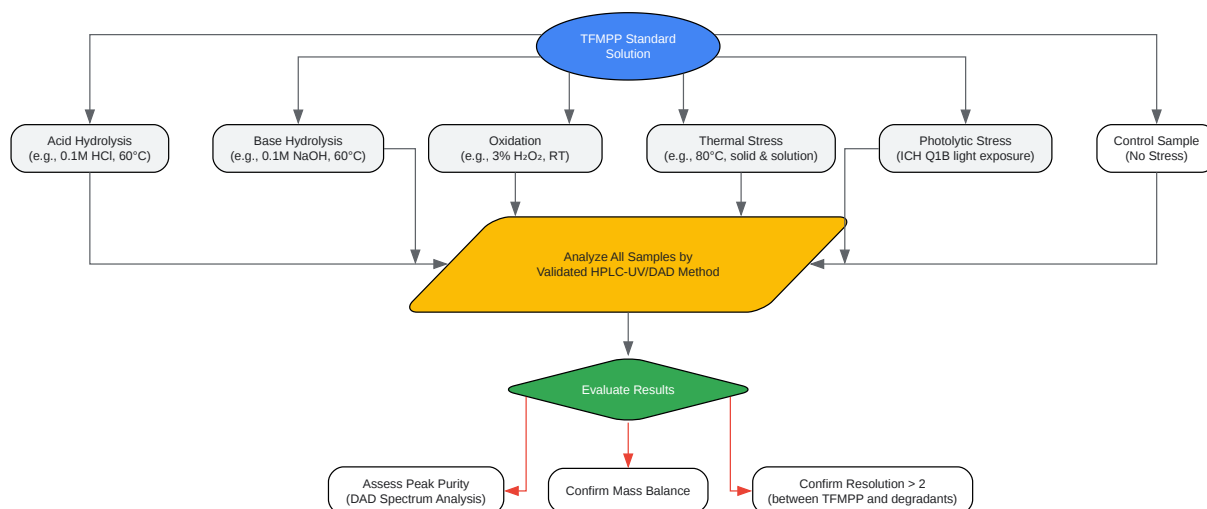 TFMPP Standard
Solution
Acid Hydrolysis
(e.g., 0.1M HCl, 60°C)
Base Hydrolysis
(e.g., 0.1M NaOH, 60°C)
Oxidation
(e.g., 3% H₂O₂, RT)
Thermal Stress
(e.g., 80°C, solid & solution)
Photolytic Stress
(ICH Q1B light exposure)
Control Sample
(No Stress)
Analyze All Samples by
Validated HPLC-UV/DAD Method
Evaluate Results
Assess Peak Purity
(DAD Spectrum Analysis)
Confirm Mass Balance
Confirm Resolution > 2
(between TFMPP and degradants)